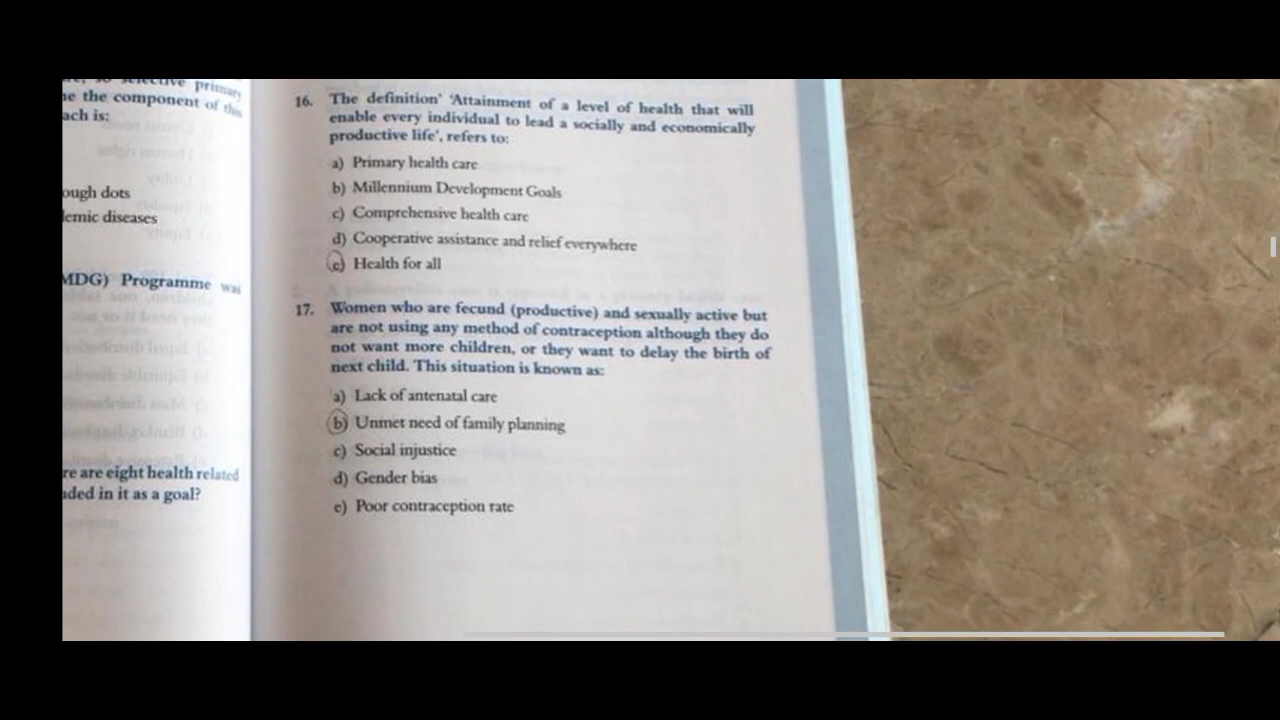 primary
the component of this
ach is:
ough dots
lemic diseases
MDG) Programme was
re are eight health related
ided in it as a goal?
16. The definition' 'Attainment of a level of health that will
enable every individual to lead a socially and economically
productive life', refers to:
a) Primary health care
b) Millennium Development Goals
c) Comprehensive health care
d) Cooperative assistance and relief everywhere
e) Health for all
17. Women who are fecund (productive) and sexually active but
are not using any method of contraception although they do
not want more children, or they want to delay the birth of
next child. This situation is known as:
a) Lack of antenatal care
b) Unmet need of family planning
c) Social injustice
d) Gender bias
e) Poor contraception rate